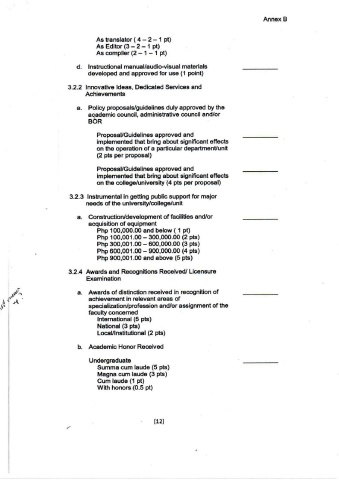 Annex B
As translator ( 4 – 2 – 1 pt)
As Editor (3 – 2 – 1 pt)
As compiler (2 – 1 – 1 pt)
d. Instructional manual/audio-visual materials
developed and approved for use (1 point)
3.2.2 Innovative Ideas, Dedicated Services and
Achievements
a. Policy proposals/guidelines duly approved by the
academic council, administrative council and/or
BOR
Proposal/Guidelines approved and
implemented that bring about significant effects
on the operation of a particular department/unit
(2 pts per proposal)
Proposal/Guidelines approved and
implemented that bring about significant effects
on the college/university (4 pts per proposal)
3.2.3 Instrumental in getting public support for major
needs of the university/college/unit
a. Construction/development of facilities and/or
acquisition of equipment
Php 100,000.00 and below ( 1 pt)
Php 100,001.00 – 300,000.00 (2 pts)
Php 300,001.00 – 600,000.00 (3 pts)
Php 600,001.00 – 900,000.00 (4 pts)
Php 900,001.00 and above (5 pts)
3.2.4 Awards and Recognitions Received/ Licensure
Examination
a. Awards of distinction received in recognition of
achievement in relevant areas of
specialization/profession and/or assignment of the
faculty concerned
International (5 pts)
National (3 pts)
Local/Institutional (2 pts)
b. Academic Honor Received
Undergraduate
Summa cum laude (5 pts)
Magna cum laude (3 pts)
Cum laude (1 pt)
With honors (0.5 pt)
[12]